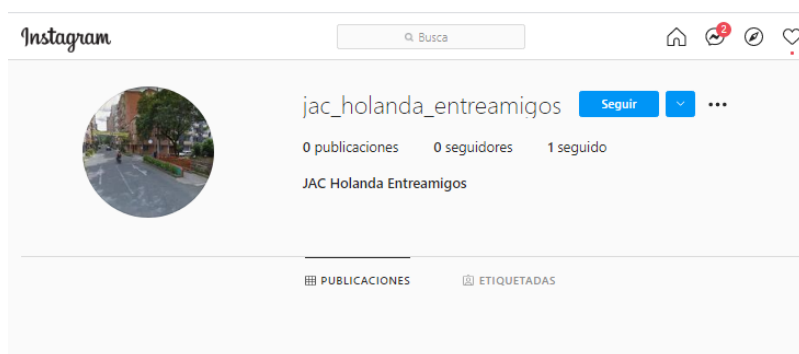 Instagram
Busca
2
jac_holanda_entreamigos Seguir
0 publicaciones 0 seguidores 1 seguido
JAC Holanda Entreamigos
PUBLICACIONES ETIQUETADAS